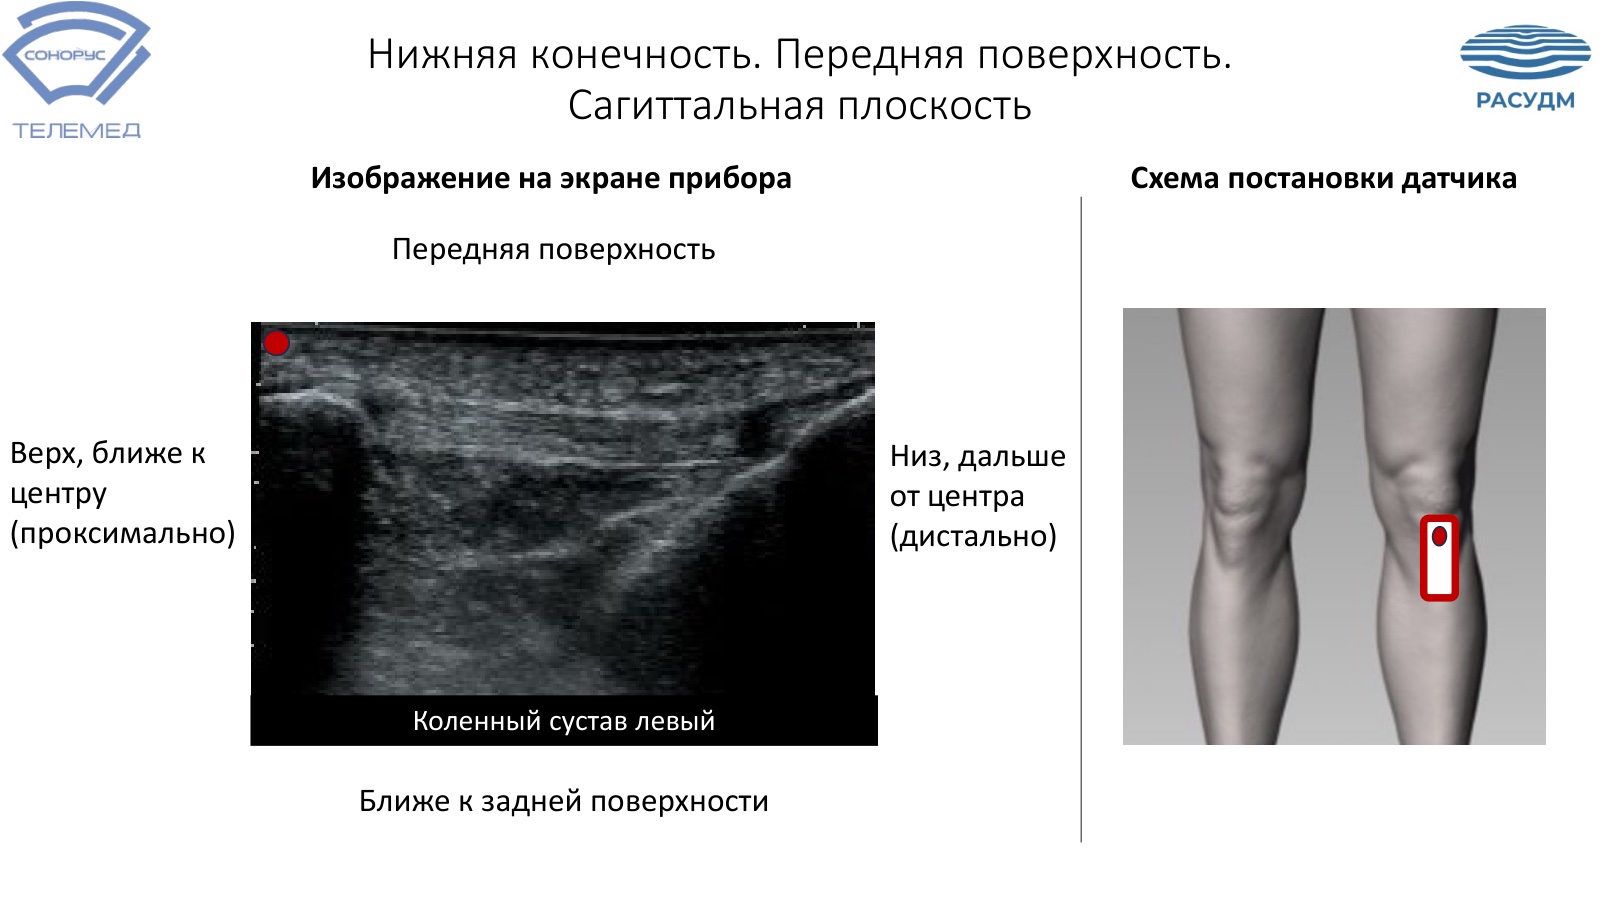 СОНОРУС
ТЕЛЕМЕД
Нижняя конечность. Передняя поверхность.
Сагиттальная плоскость
РАСУДМ
Изображение на экране прибора
Схема постановки датчика
Передняя поверхность
Верх, ближе к
центру
(проксимально)
Низ, дальше
от центра
(дистально)
Коленный сустав левый
Ближе к задней поверхности